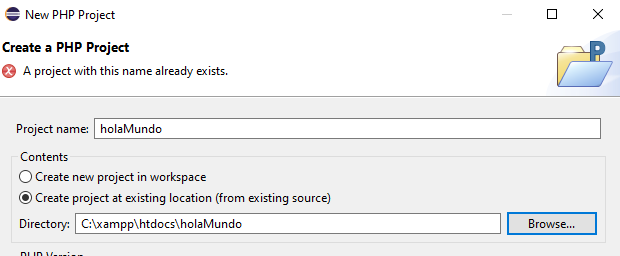 New PHP Project
Create a PHP Project
A project with this name already exists.
Project name: holaMundo
Contents
Create new project in workspace
Create project at existing location (from existing source)
Directory: C:\xampp\htdocs\holaMundo Browse...
PHP Version